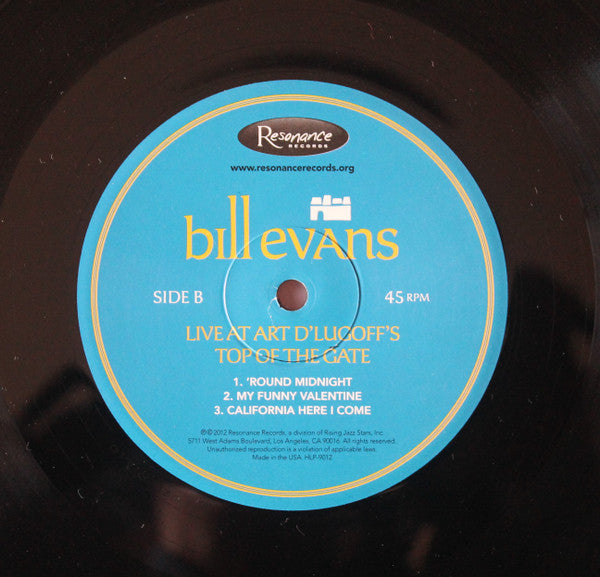 Resonance
RECORDS
www.resonancerecords.org
bill evans
SIDE B 45 RPM
LIVE AT ART D'LUGOFF'S
TOP OF THE GATE
1. 'ROUND MIDNIGHT
2. MY FUNNY VALENTINE
3. CALIFORNIA HERE I COME
℗© 2012 Resonance Records, a division of Rising Jazz Stars, Inc.
5711 West Adams Boulevard, Los Angeles, CA 90016. All rights reserved.
Unauthorized reproduction is a violation of applicable laws.
Made in the USA. HLP-9012